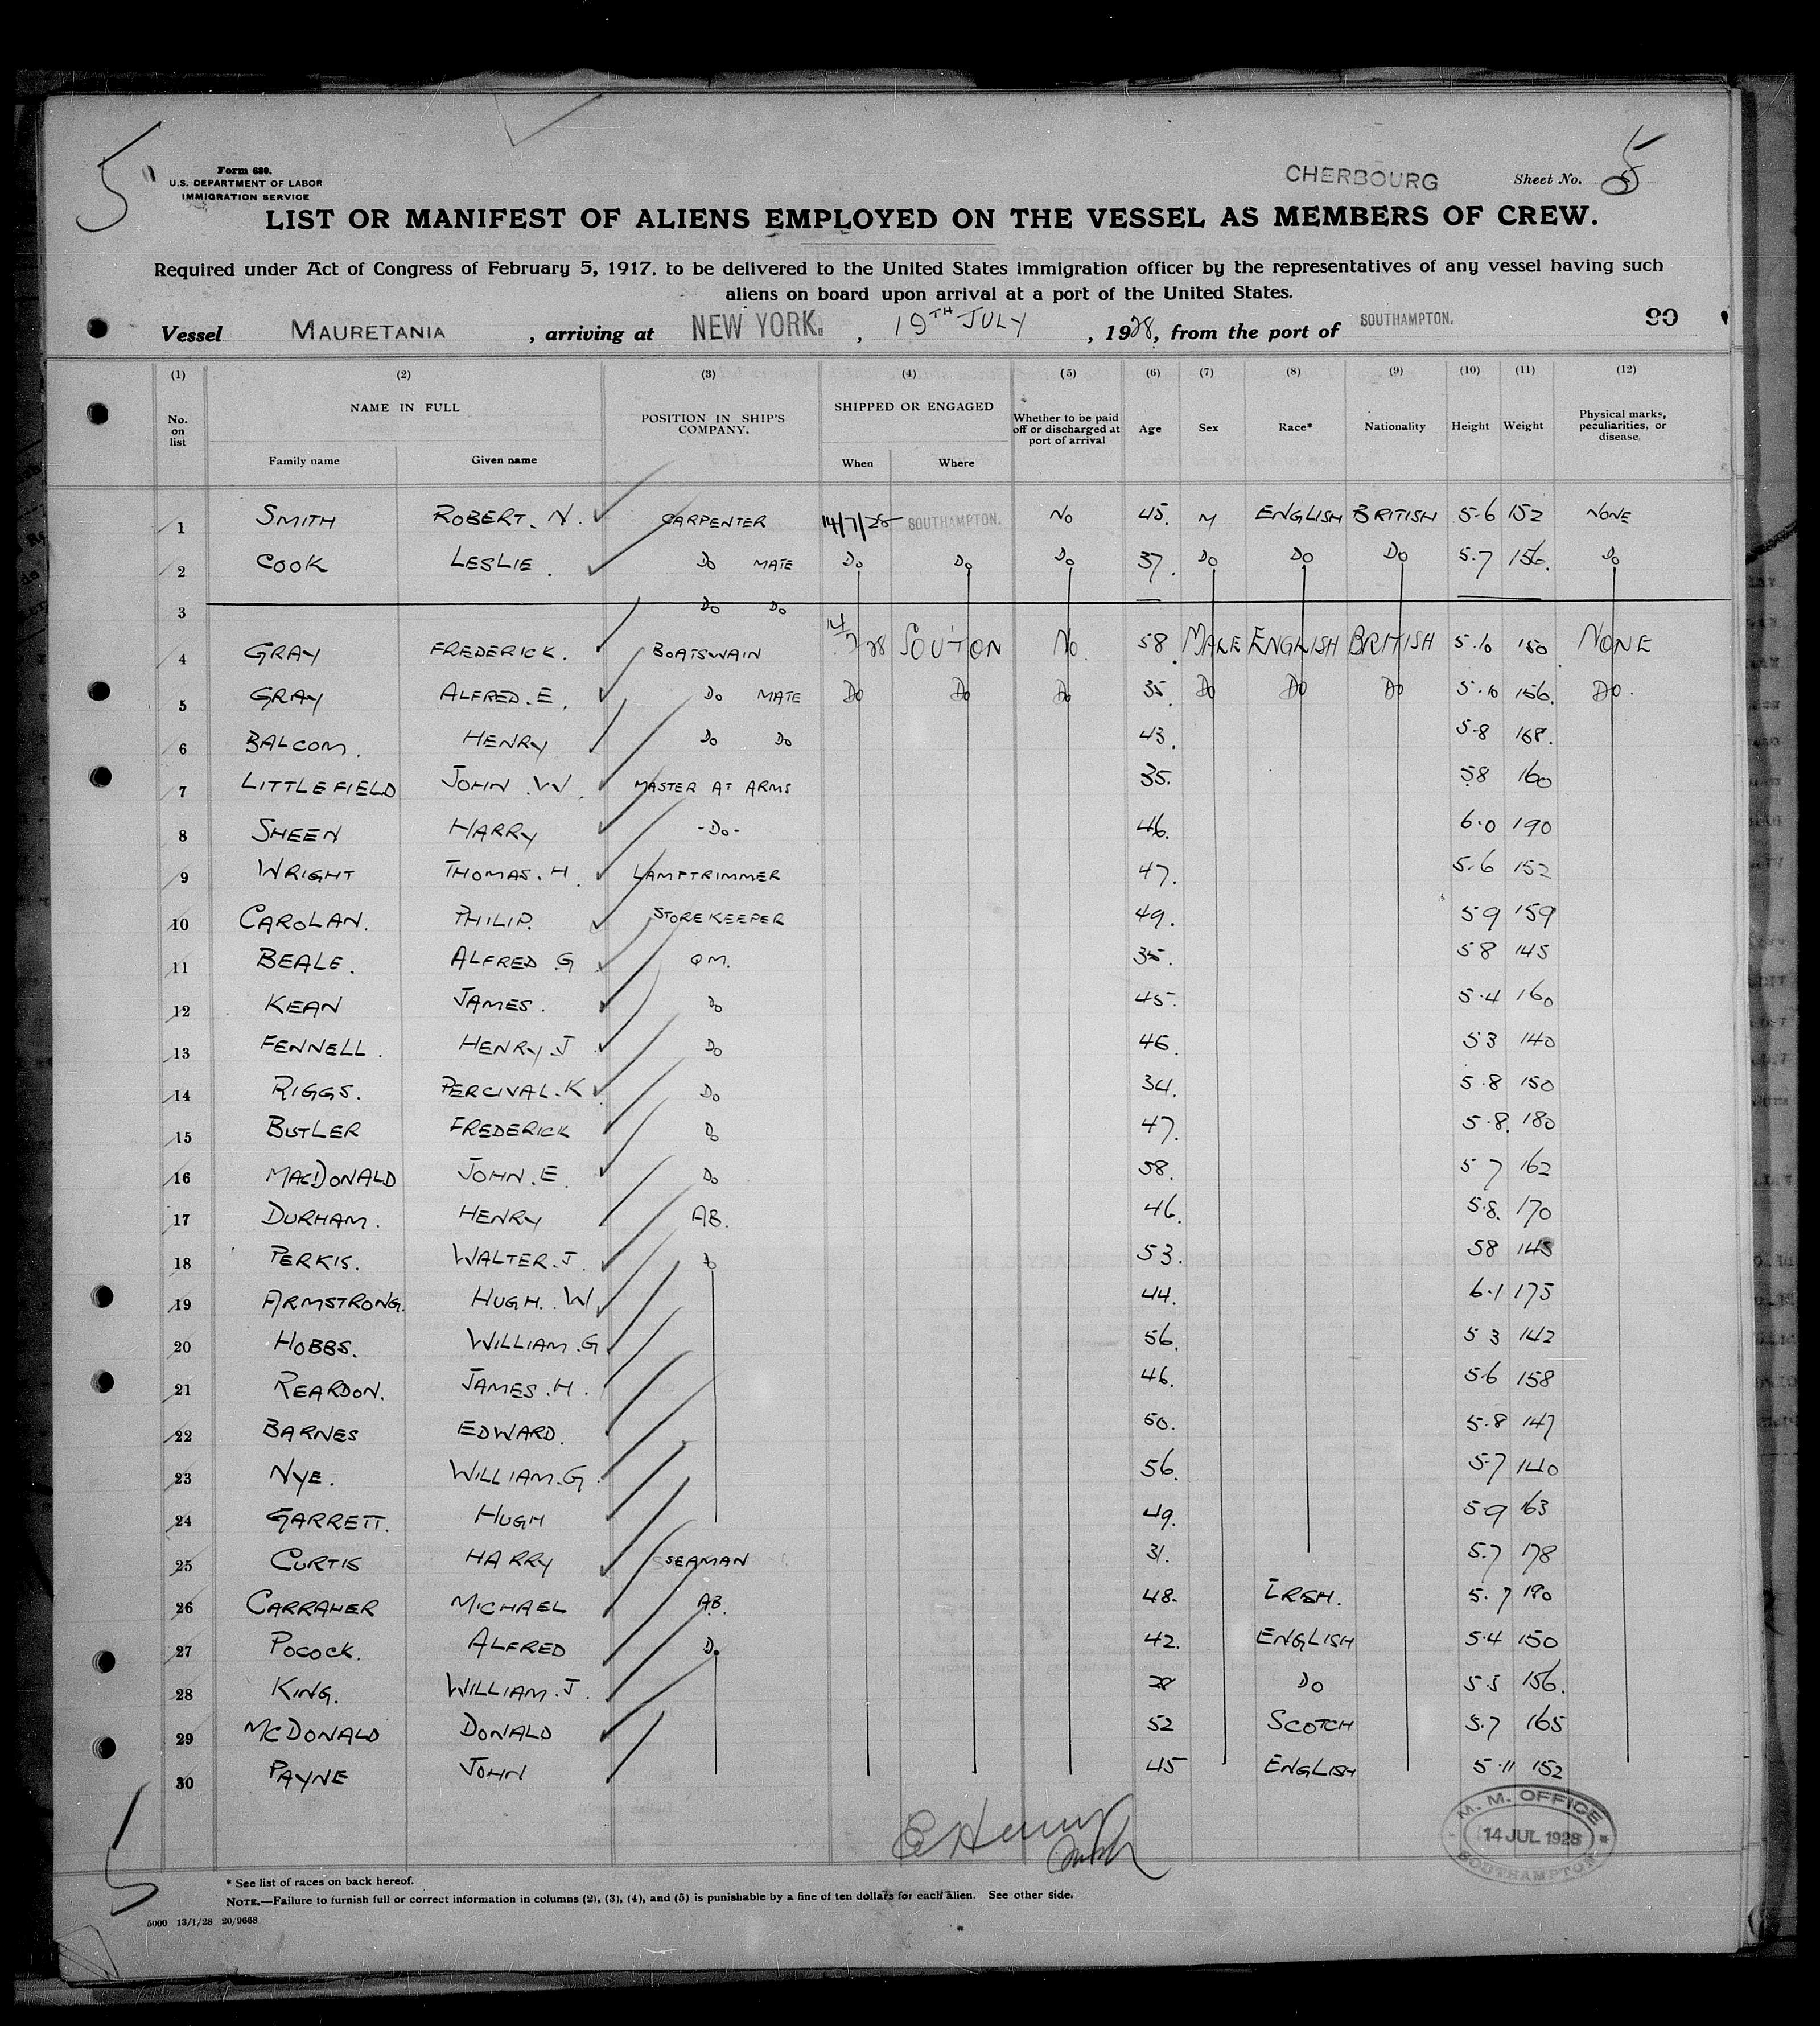 5
Form 680.
U.S. DEPARTMENT OF LABOR
IMMIGRATION SERVICE
CHERBOURG
Sheet No. 5
LIST OR MANIFEST OF ALIENS EMPLOYED ON THE VESSEL AS MEMBERS OF CREW.
Required under Act of Congress of February 5, 1917, to be delivered to the United States immigration officer by the representatives of any vessel having such
aliens on board upon arrival at a port of the United States.
Vessel MAURETANIA , arriving at NEW YORK. , 19TH JULY , 1928, from the port of SOUTHAMPTON. 90
(1) (2) (3) (4) (5) (6) (7) (8) (9) (10) (11) (12)
No. on list NAME IN FULL POSITION IN SHIP'S COMPANY. SHIPPED OR ENGAGED Whether to be paid off or discharged at port of arrival Age Sex Race* Nationality Height Weight Physical marks, peculiarities, or disease
Family name Given name When Where
1 SMITH ROBERT. N. CARPENTER 14/7/28 SOUTHAMPTON. No 45. M ENGLISH BRITISH 5.6 152 NONE
2 COOK LESLIE. Do MATE Do Do Do 37. Do Do Do 5.7 156. Do
3 Do Do
4 GRAY FREDERICK. BOATSWAIN 14/7/28 SOU'TON No. 58. MALE ENGLISH BRITISH 5.10 150. NONE
5 GRAY ALFRED.E. Do MATE Do Do Do 35. Do Do Do 5.10 156. Do.
6 BALCOM. HENRY Do Do 43. 5.8 168.
7 LITTLEFIELD JOHN W. MASTER AT ARMS 35. 5.8 160
8 SHEEN HARRY -Do- 46. 6.0 190
9 WRIGHT THOMAS.H. LAMPTRIMMER 47. 5.6 152
10 CAROLAN. PHILIP. STOREKEEPER 49. 5 9 159
11 BEALE. ALFRED.G Q M. 35. 5 8 145
12 KEAN JAMES. Do 45. 5.4 160
13 FENNELL. HENRY.J Do 46. 5 3 140
14 RIGGS. PERCIVAL.K Do 34. 5.8 150
15 BUTLER FREDERICK Do 47. 5.8. 180
16 MACDONALD JOHN.E. Do 58. 5 7 162
17 DURHAM. HENRY AB. 46. 5.8. 170
18 PERKIS. WALTER.J. Do 53. 5 8 145
19 ARMSTRONG. HUGH. W 44. 6.1 175
20 HOBBS. WILLIAM.G 56. 5 3 142
21 REARDON. JAMES.H. 46. 5.6 158
22 BARNES EDWARD. 50. 5.8 147
23 NYE. WILLIAM.G. 56. 5.7 140
24 GARRETT. HUGH 49. 5.9 163
25 CURTIS HARRY SEAMAN 31. 5.7 178
26 CARRAHER MICHAEL AB. 48. IRSH. 5.7 180
27 POCOCK. ALFRED Do. 42. ENGLISH 5.4 150
28 KING. WILLIAM.J. Do 5.5 156.
29 MCDONALD DONALD 52 SCOTCH 5.7 165
30 PAYNE JOHN 45 ENGLISH 5.11 152
M. M. OFFICE
14 JUL 1928
SOUTHAMPTON
5
* See list of races on back hereof.
NOTE.—Failure to furnish full or correct information in columns (2), (3), (4), and (5) is punishable by a fine of ten dollars for each alien. See other side.
5000 13/1/28 20/9668